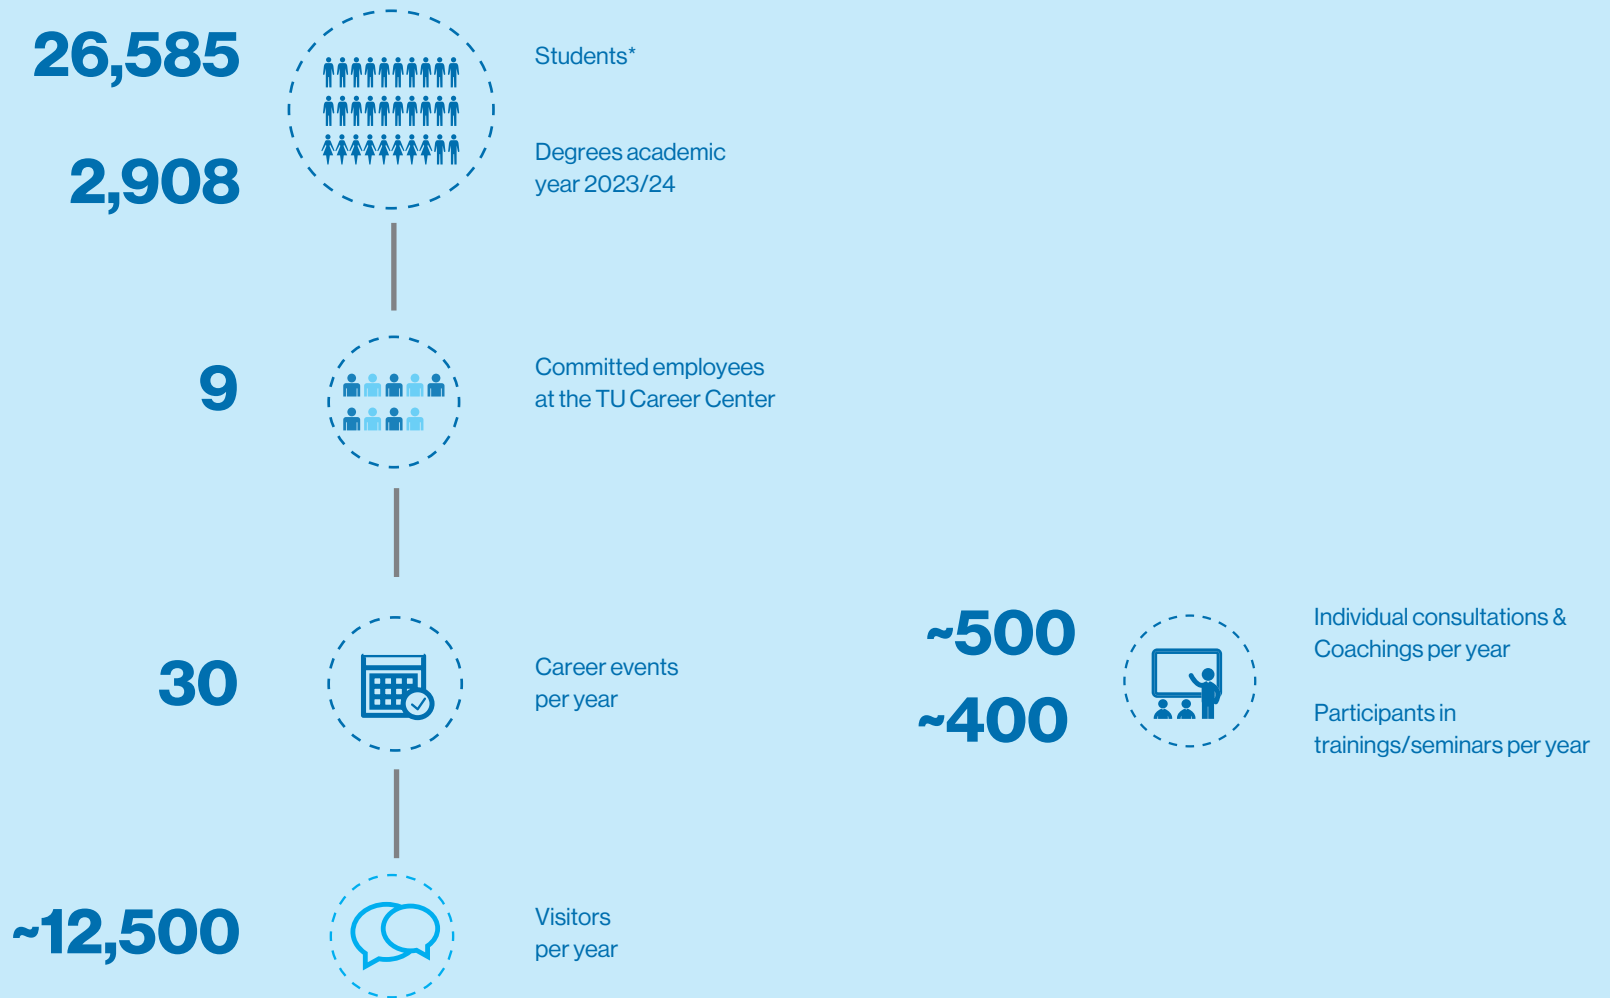 26,585
Students*
2,908
Degrees academic
year 2023/24
9
Committed employees
at the TU Career Center
30
Career events
per year
~500
Individual consultations &
Coachings per year
~400
Participants in
trainings/seminars per year
~12,500
Visitors
per year